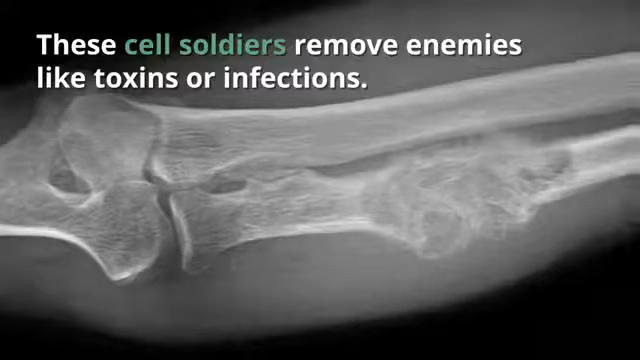 These cell soldiers remove enemies
like toxins or infections.